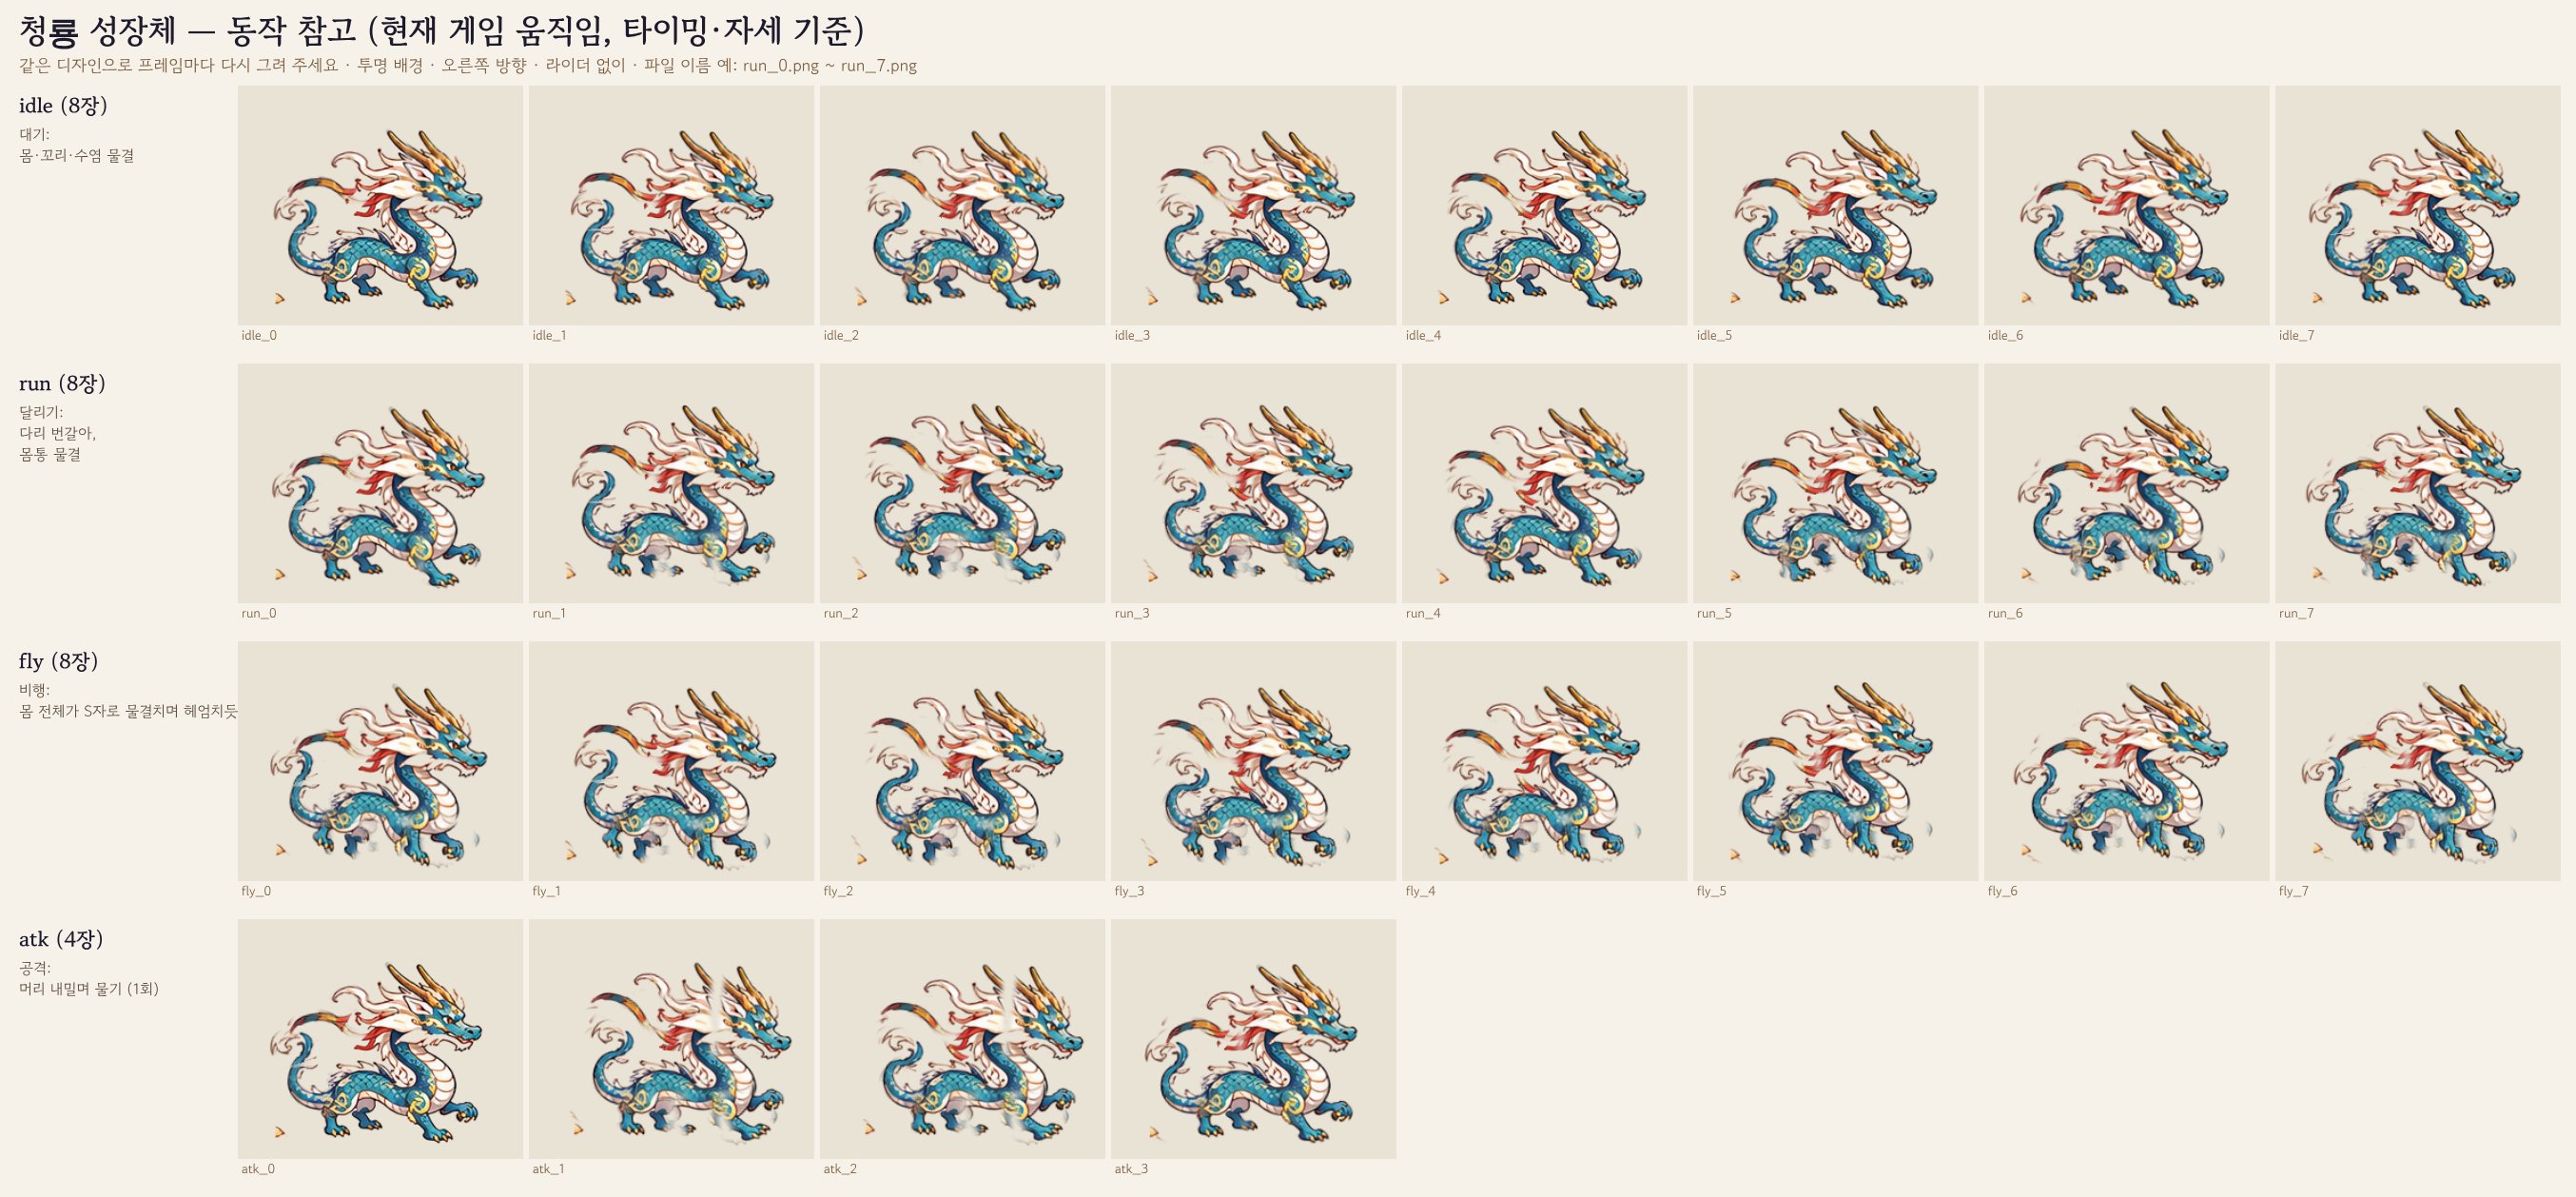 청룡 성장체 — 동작 참고 (현재 게임 움직임, 타이밍·자세 기준)
같은 디자인으로 프레임마다 다시 그려 주세요 · 투명 배경 · 오른쪽 방향 · 라이더 없이 · 파일 이름 예: run_0.png ~ run_7.png
idle (8장)
대기:
몸·꼬리·수염 물결
idle_0
idle_1
idle_2
idle_3
idle_4
idle_5
idle_6
idle_7
run (8장)
달리기:
다리 번갈아,
몸통 물결
run_0
run_1
run_2
run_3
run_4
run_5
run_6
run_7
fly (8장)
비행:
몸 전체가 S자로 물결치며 헤엄치듯
fly_0
fly_1
fly_2
fly_3
fly_4
fly_5
fly_6
fly_7
atk (4장)
공격:
머리 내밀며 물기 (1회)
atk_0
atk_1
atk_2
atk_3